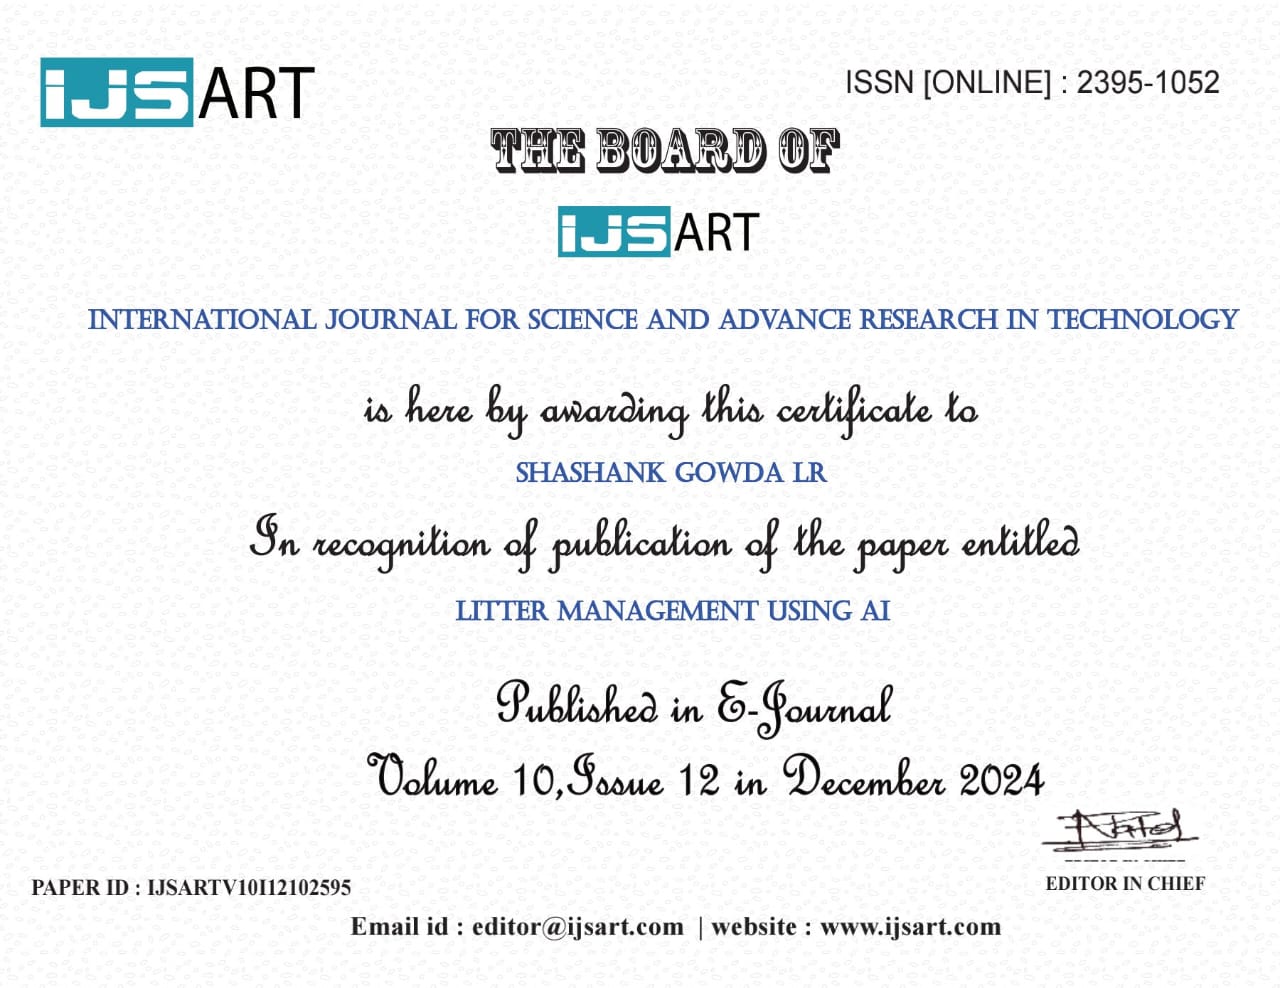 IJSART
ISSN [ONLINE] : 2395-1052
THE BOARD OF
IJSART
INTERNATIONAL JOURNAL FOR SCIENCE AND ADVANCE RESEARCH IN TECHNOLOGY
is here by awarding this certificate to
SHASHANK GOWDA LR
In recognition of publication of the paper entitled
LITTER MANAGEMENT USING AI
Published in E-Journal
Volume 10,Issue 12 in December 2024
EDITOR IN CHIEF
PAPER ID : IJSARTV10I12102595
Email id : editor@ijsart.com | website : www.ijsart.com